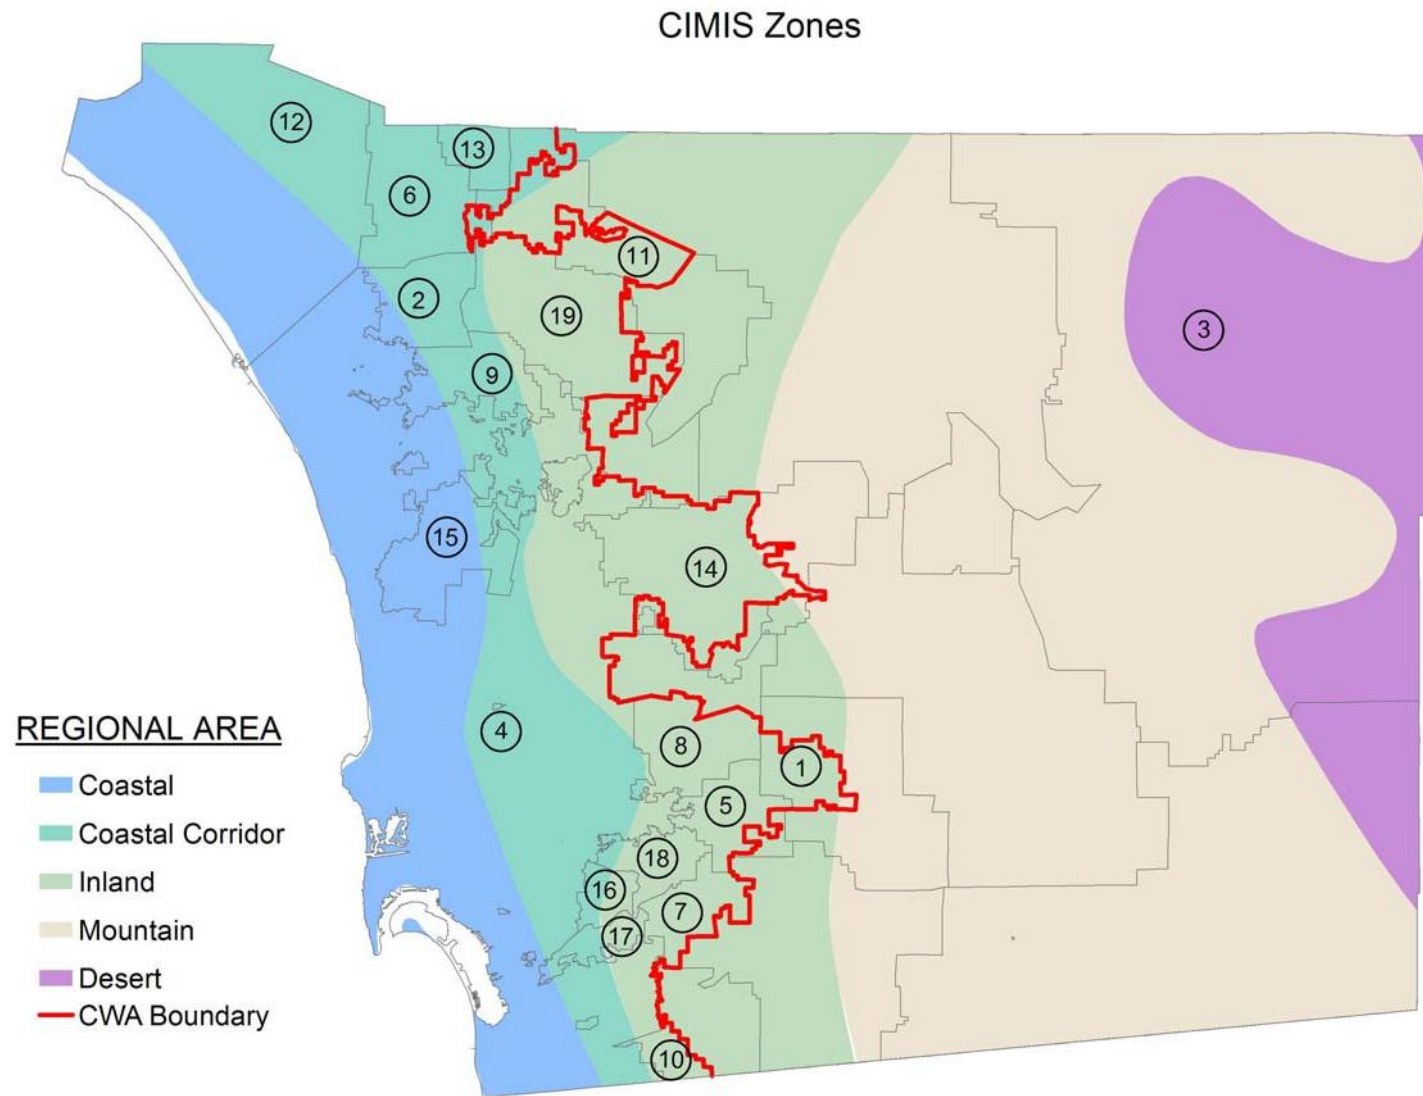 CIMIS Zones
12
13
6
11
2
19
3
9
15
14
4
8
1
5
18
16
7
17
10
REGIONAL AREA
Coastal
Coastal Corridor
Inland
Mountain
Desert
CWA Boundary